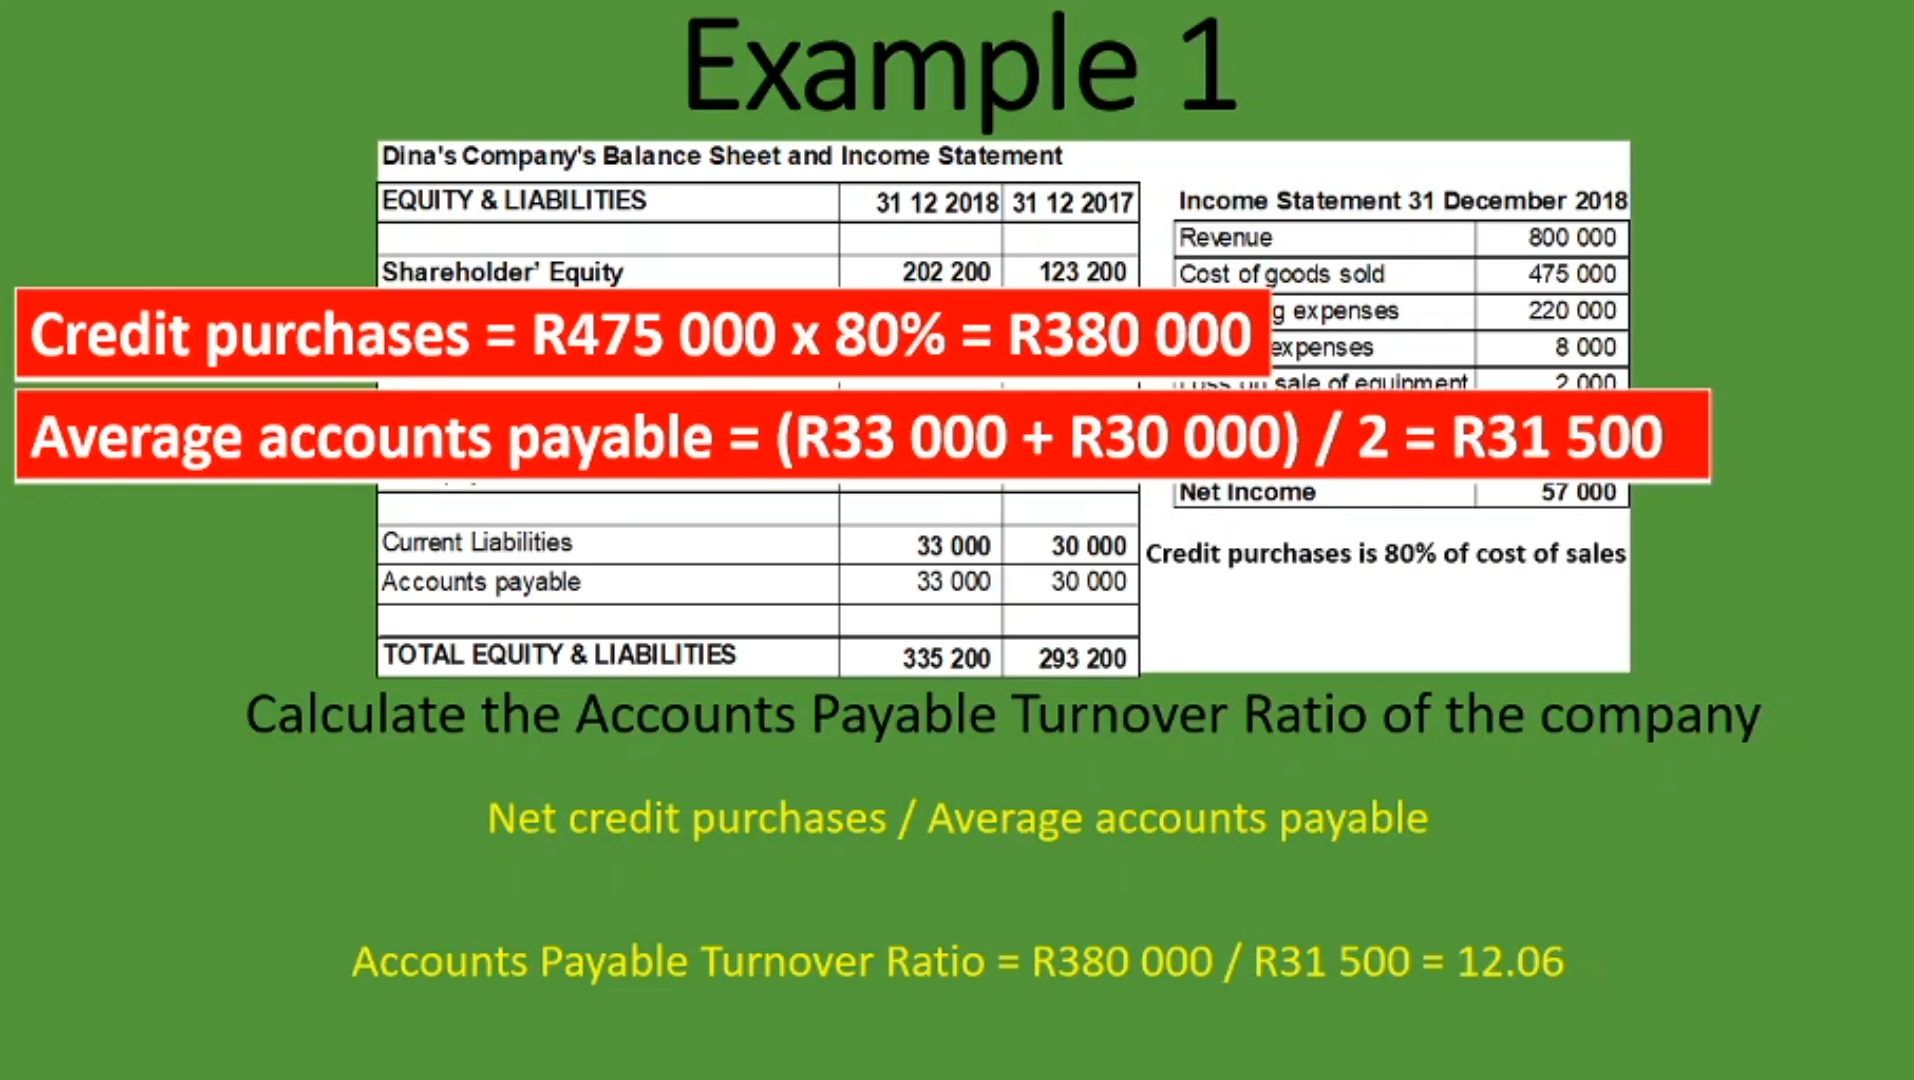 Example 1
Dina's Company's Balance Sheet and Income Statement
EQUITY & LIABILITIES 31 12 2018 31 12 2017
Shareholder' Equity 202 200 123 200
Income Statement 31 December 2018
Revenue 800 000
Cost of goods sold 475 000
expenses 220 000
expenses 8 000
sale of equipment 2 000
Net Income 57 000
Credit purchases = R475 000 x 80% = R380 000
Average accounts payable = (R33 000 + R30 000) / 2 = R31 500
Current Liabilities 33 000 30 000
Accounts payable 33 000 30 000
TOTAL EQUITY & LIABILITIES 335 200 293 200
Credit purchases is 80% of cost of sales
Calculate the Accounts Payable Turnover Ratio of the company
Net credit purchases / Average accounts payable
Accounts Payable Turnover Ratio = R380 000 / R31 500 = 12.06